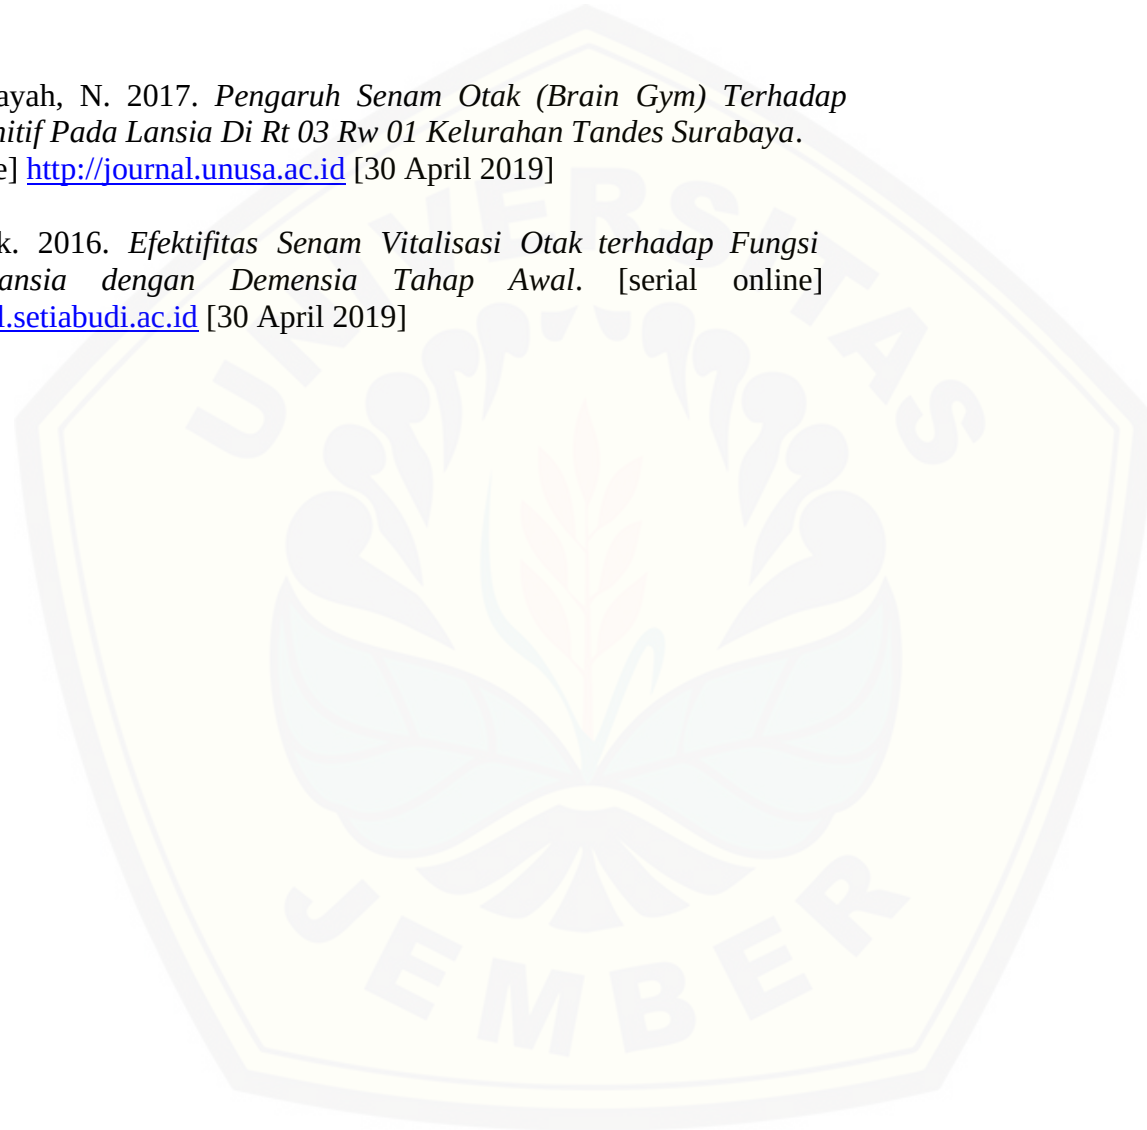 ayah, N. 2017. Pengaruh Senam Otak (Brain Gym) Terhadap
nitif Pada Lansia Di Rt 03 Rw 01 Kelurahan Tandes Surabaya.
e] http://journal.unusa.ac.id [30 April 2019]
k. 2016. Efektifitas Senam Vitalisasi Otak terhadap Fungsi
ansia dengan Demensia Tahap Awal. [serial online]
l.setiabudi.ac.id [30 April 2019]
UNIVERSITAS
JEMBER